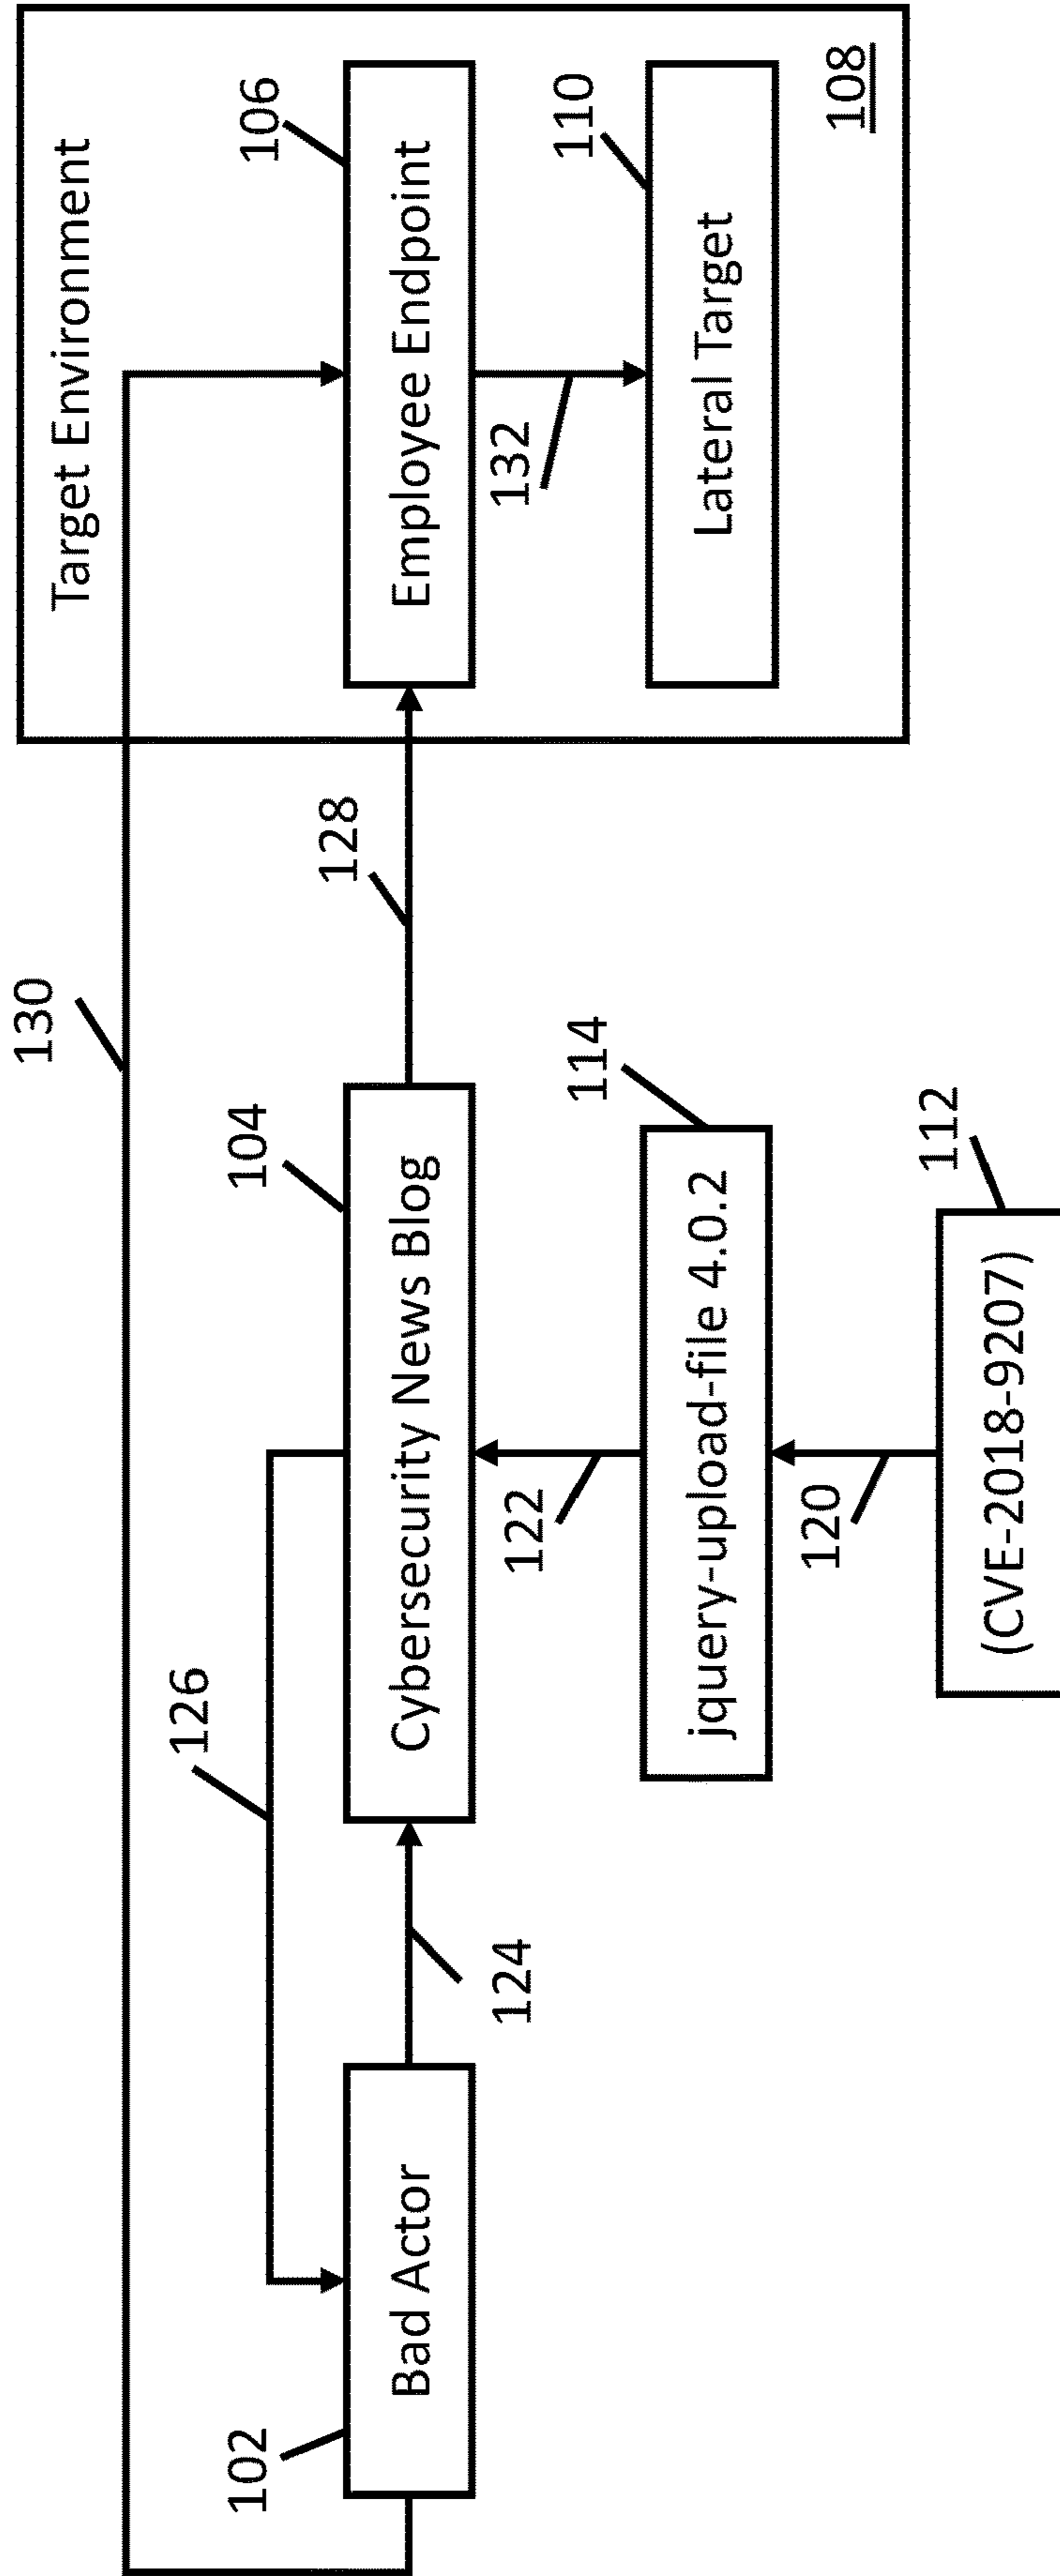 130
Target Environment
126
102
104
106
Bad Actor
Cybersecurity News Blog
Employee Endpoint
128
124
122
132
114
110
jquery-upload-file 4.0.2
Lateral Target
120
108
112
(CVE-2018-9207)